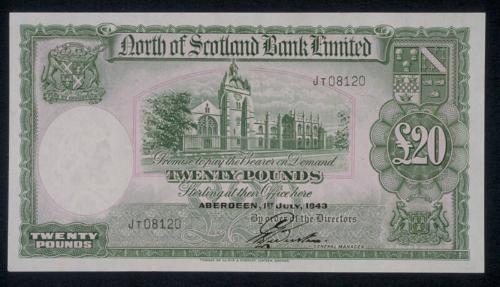 North of Scotland Bank Limited
JT08120
£20
Promise to pay the Bearer on Demand
TWENTY POUNDS
Sterling at their Office here
ABERDEEN, 1ST JULY, 1943
JT08120
By order of the Directors
GENERAL MANAGER.
TWENTY
POUNDS